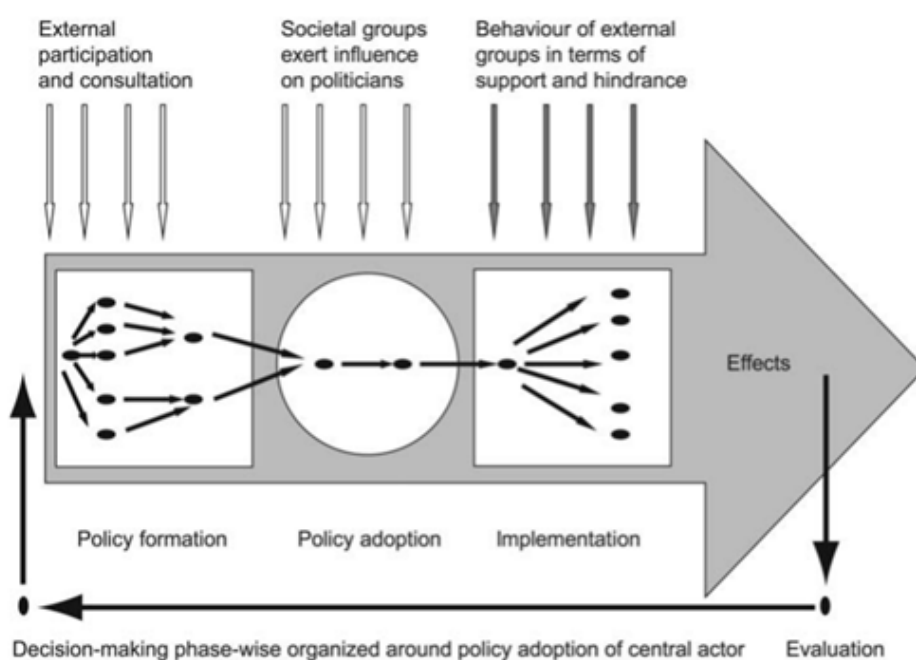 External
participation
and consultation
Societal groups
exert influence
on politicians
Behaviour of external
groups in terms of
support and hindrance
Effects
Policy formation
Policy adoption
Implementation
Decision-making phase-wise organized around policy adoption of central actor
Evaluation